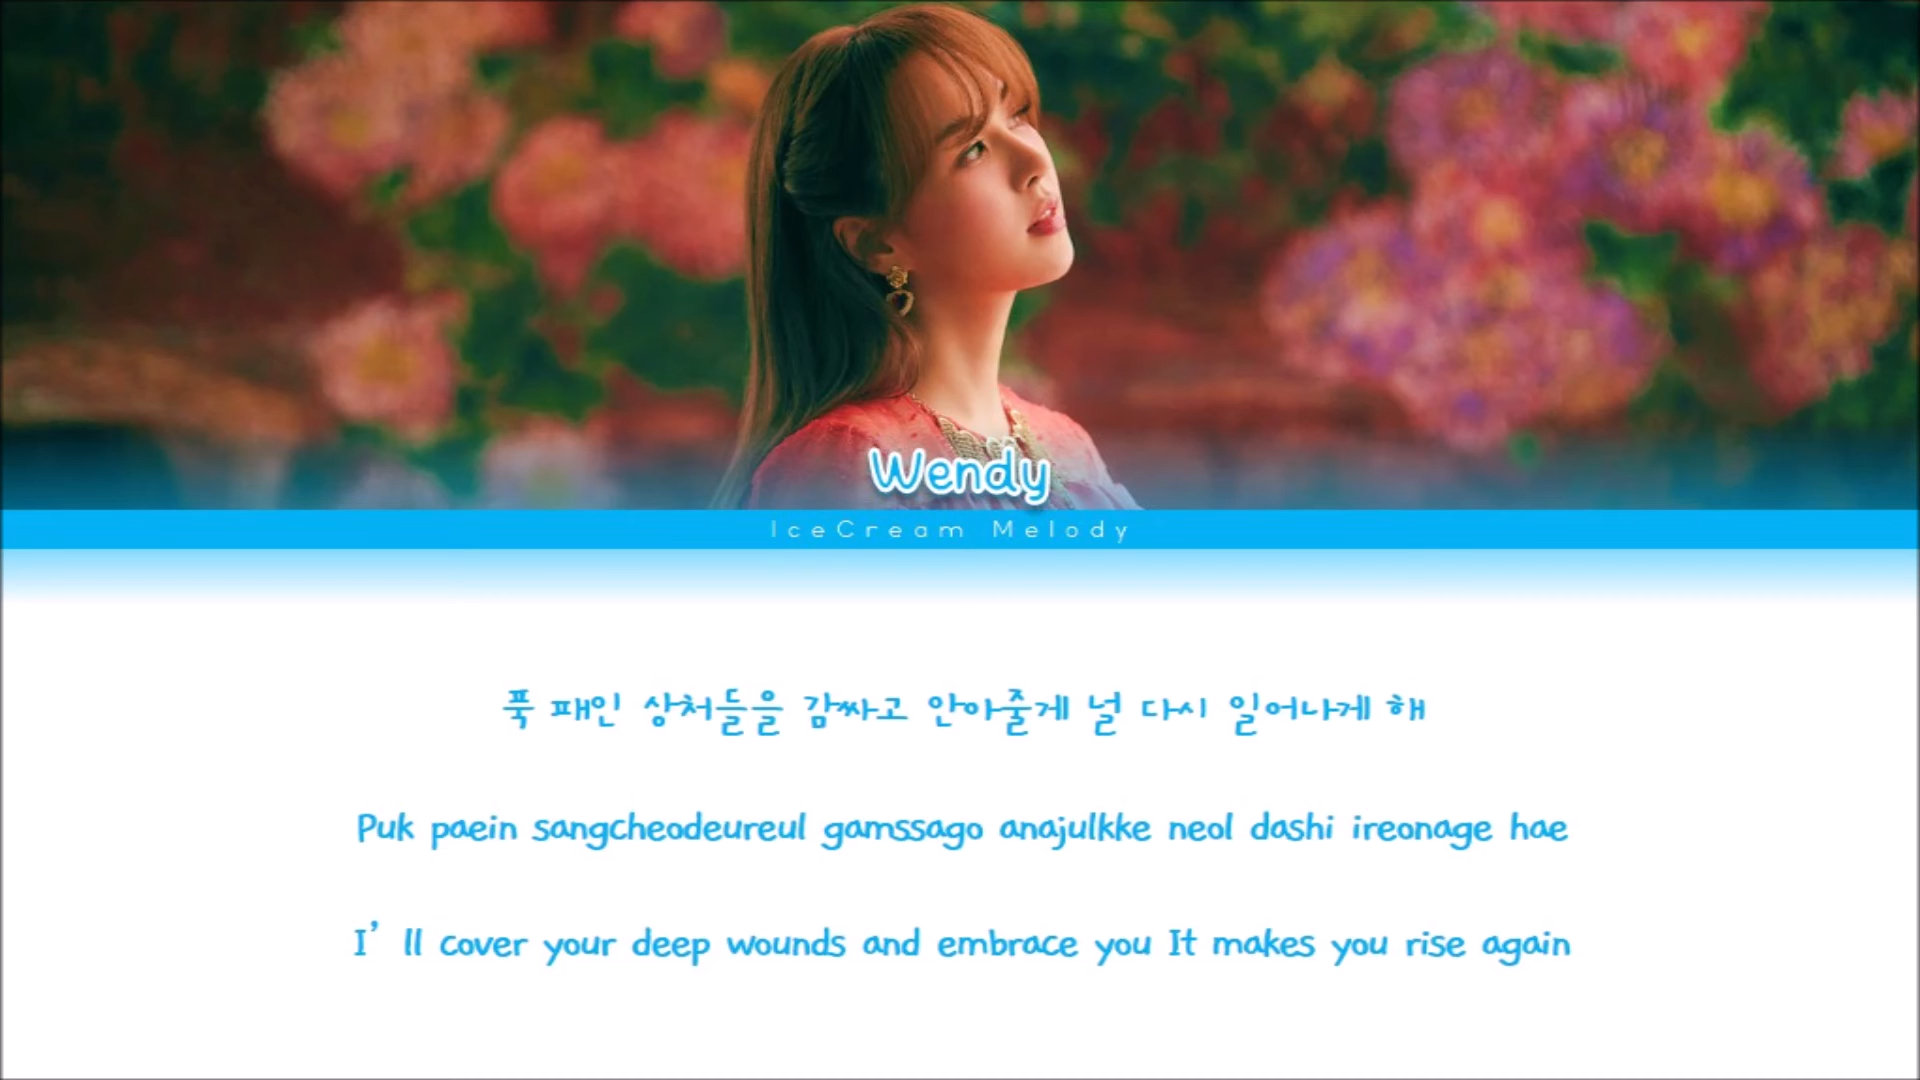 Wendy
IceCream Melody
푹 패인 상처들을 감싸고 안아줄게 널 다시 일어나게 해
Puk paein sangcheodeureul gamssago anajulkke neol dashi ireonage hae
I’ll cover your deep wounds and embrace you It makes you rise again